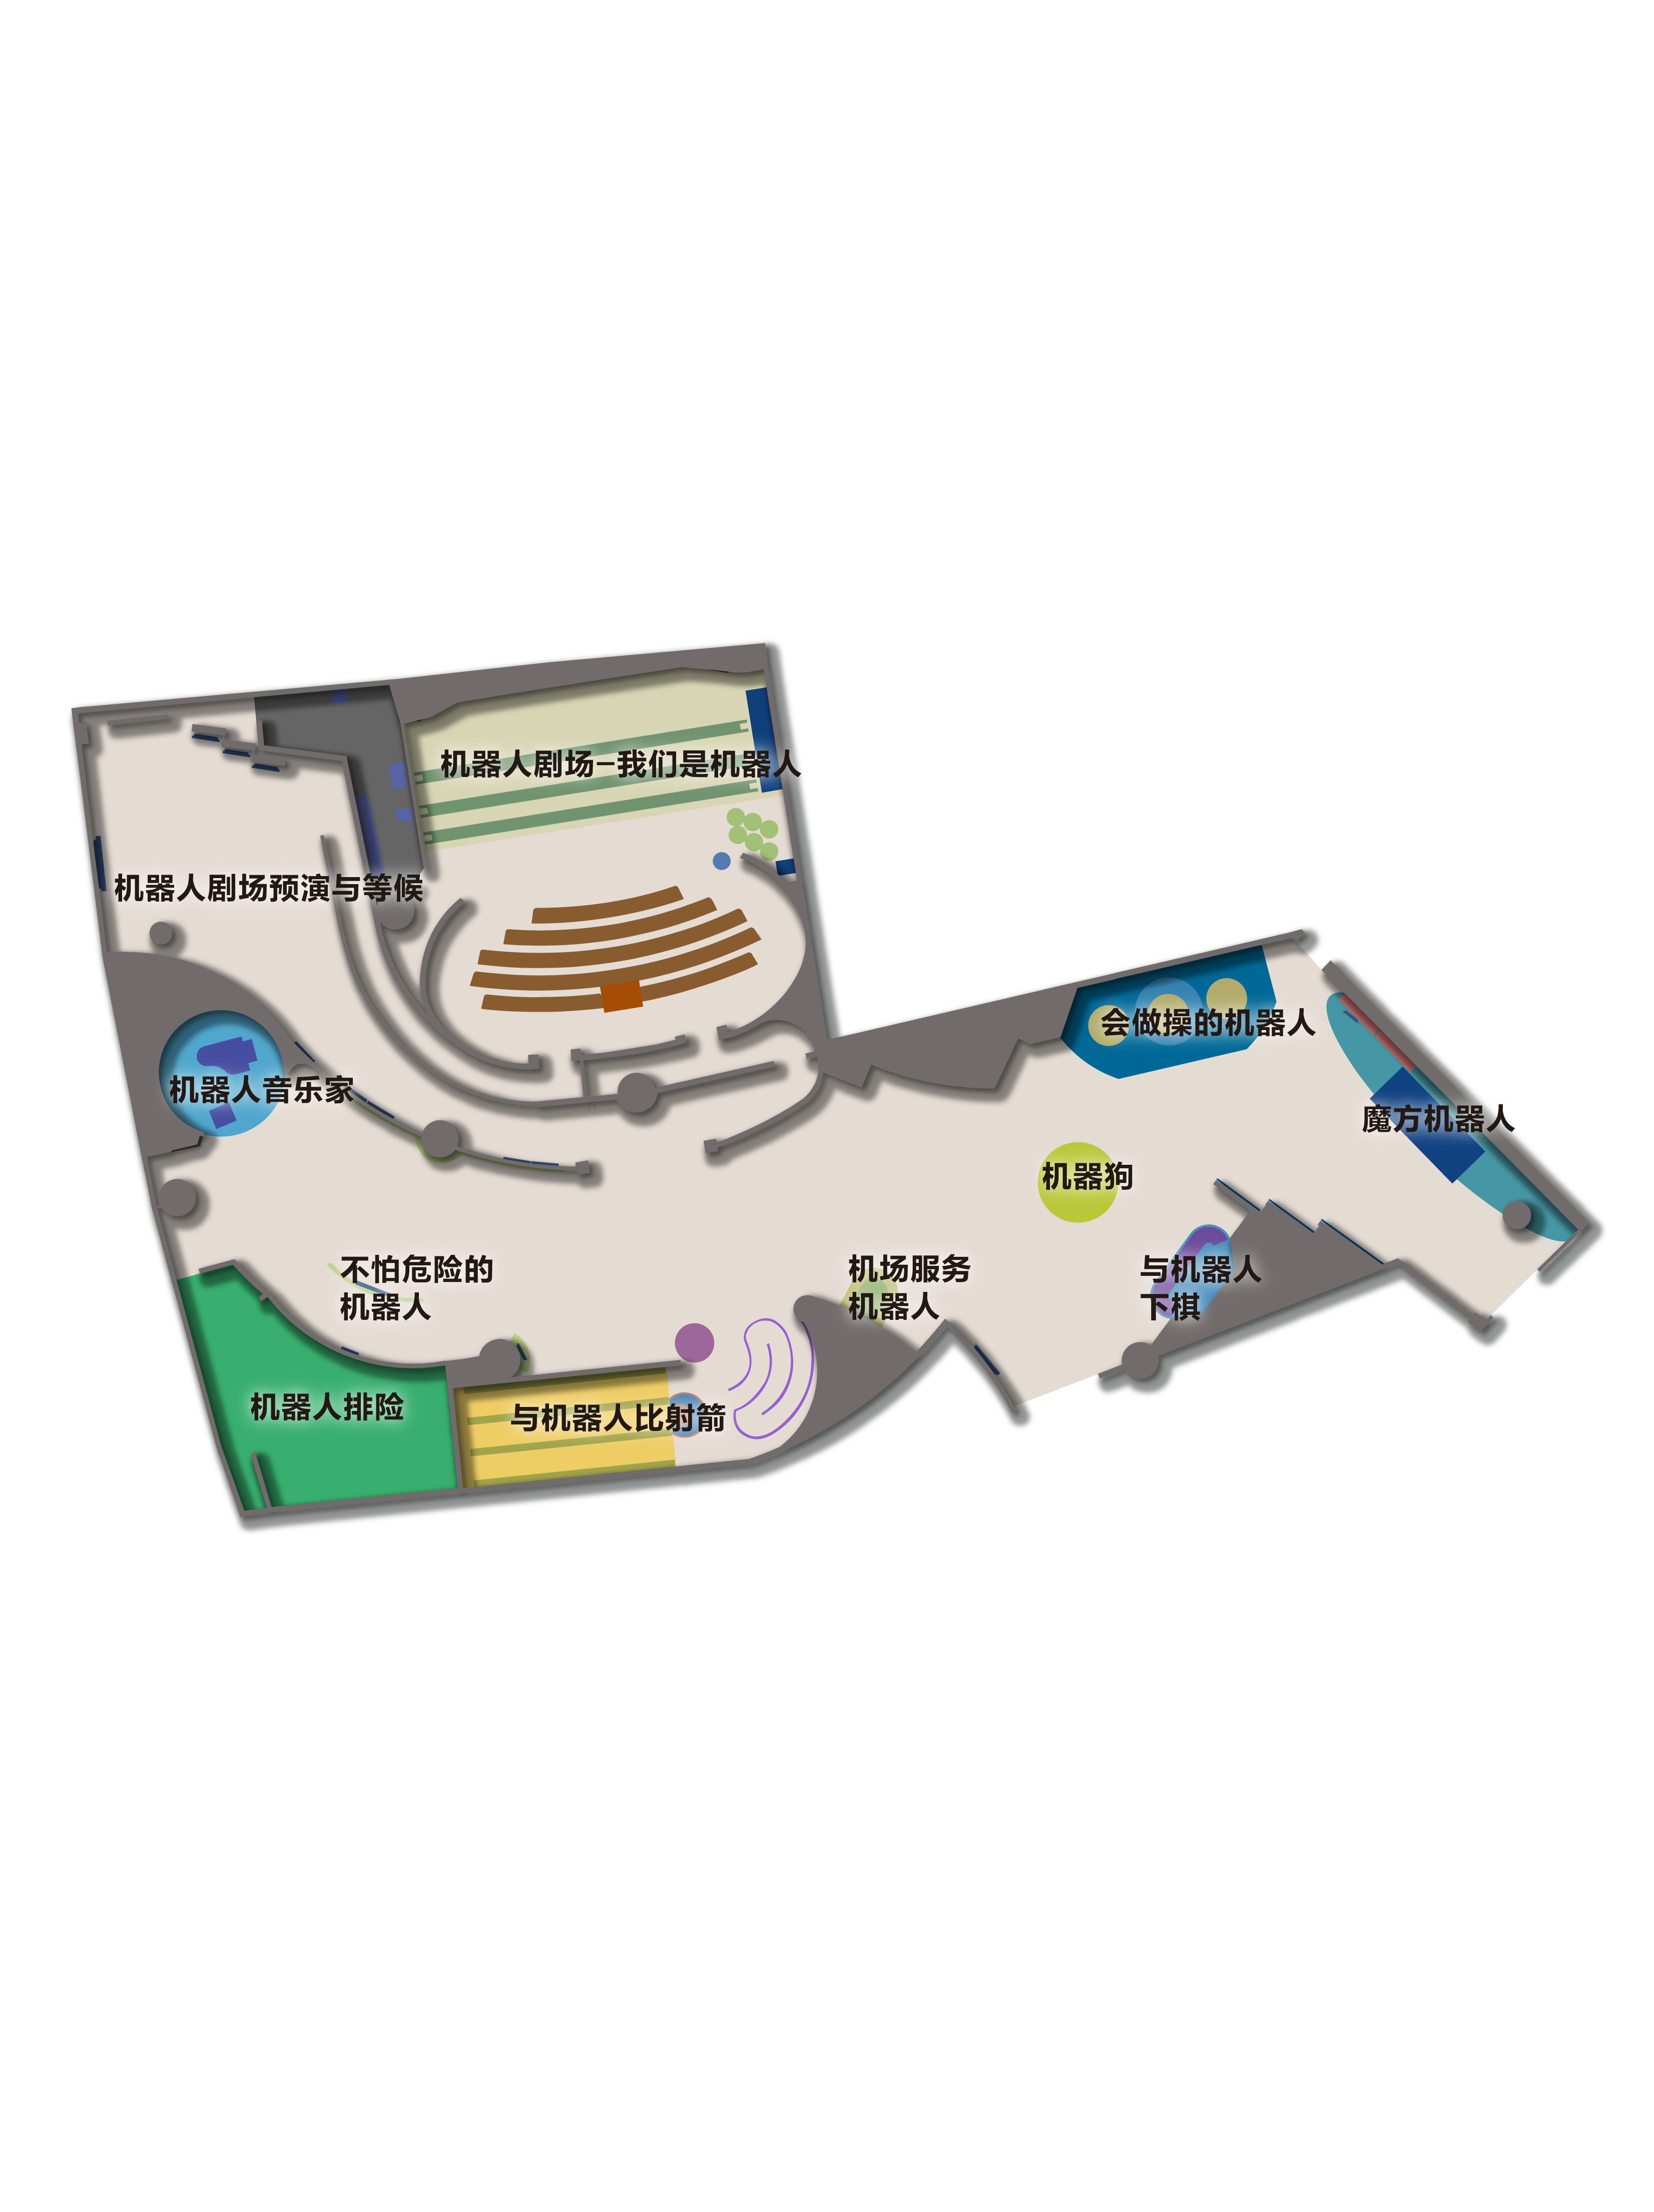 机器人剧场–我们是机器人
机器人剧场预演与等候
会做操的机器人
机器人音乐家
魔方机器人
机器狗
不怕危险的
机器人
机场服务
机器人
与机器人
下棋
机器人排险
与机器人比射箭